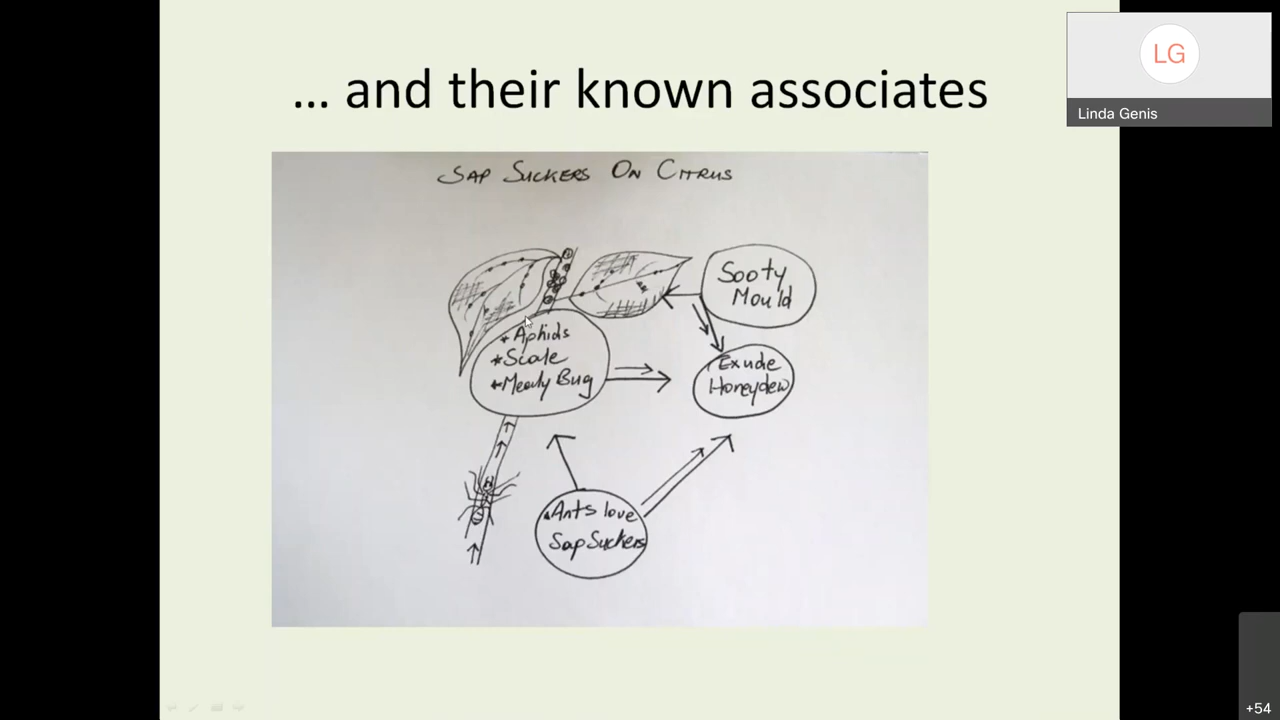 … and their known associates
LG
Linda Genis
SAP SUCKERS ON CITRUS
Sooty
Mould
* Aphids
* Scale
* Mealy Bug
Exude
Honeydew
Ants love
Sap Suckers
+54